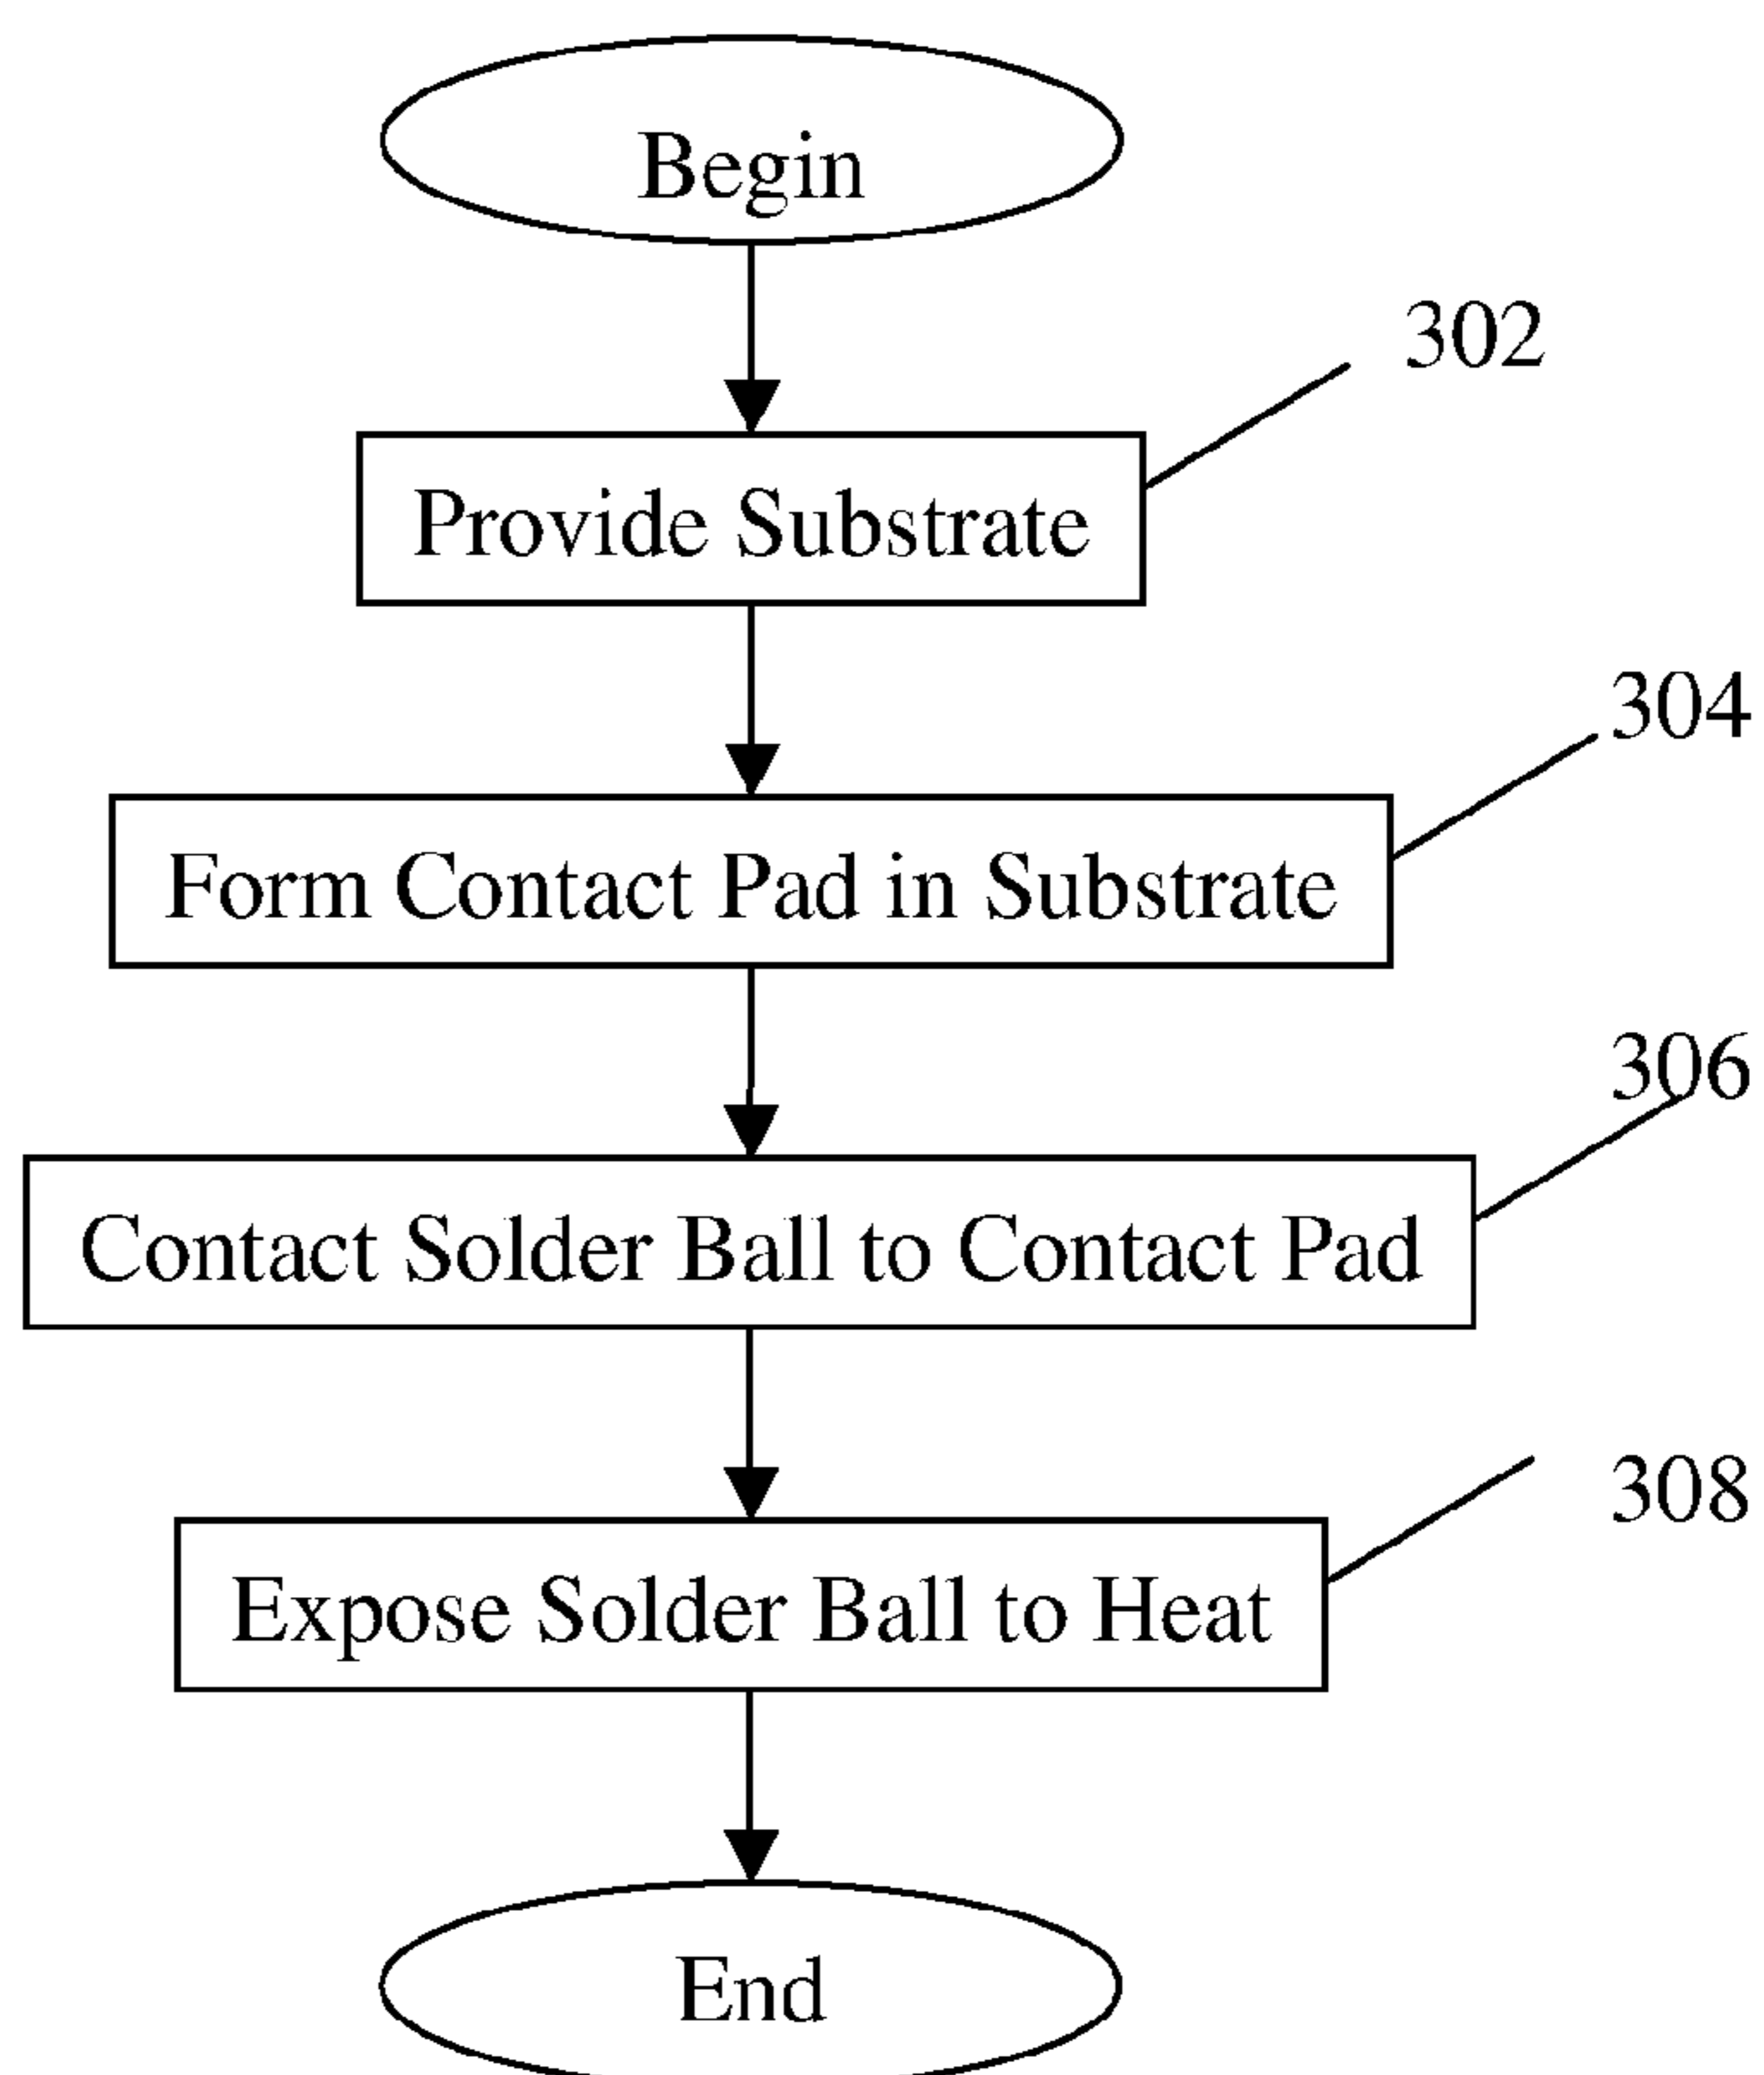 Begin
302
Provide Substrate
304
Form Contact Pad in Substrate
306
Contact Solder Ball to Contact Pad
308
Expose Solder Ball to Heat
End